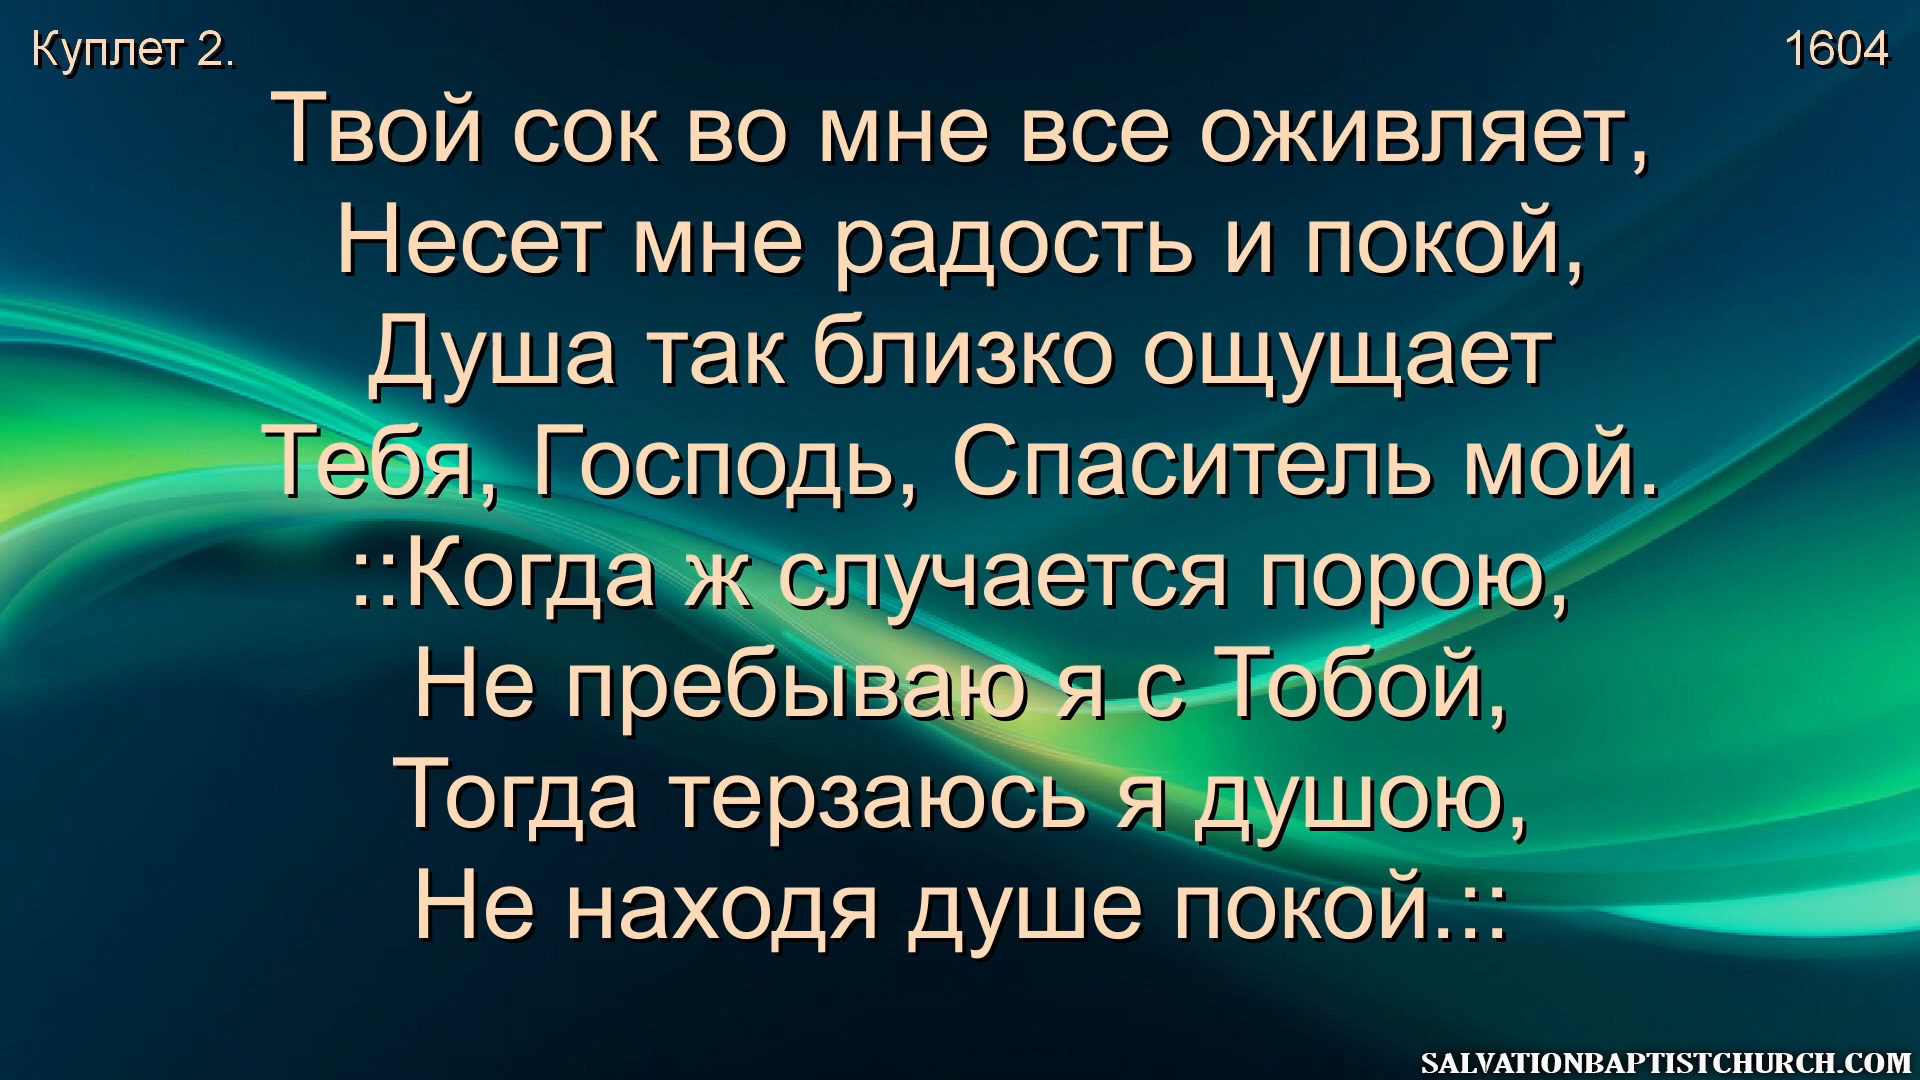 Куплет 2.
1604
Твой сок во мне все оживляет,
Несет мне радость и покой,
Душа так близко ощущает
Тебя, Господь, Спаситель мой.
::Когда ж случается порою,
Не пребываю я с Тобой,
Тогда терзаюсь я душою,
Не находя душе покой.::
SALVATIONBAPTISTCHURCH.COM